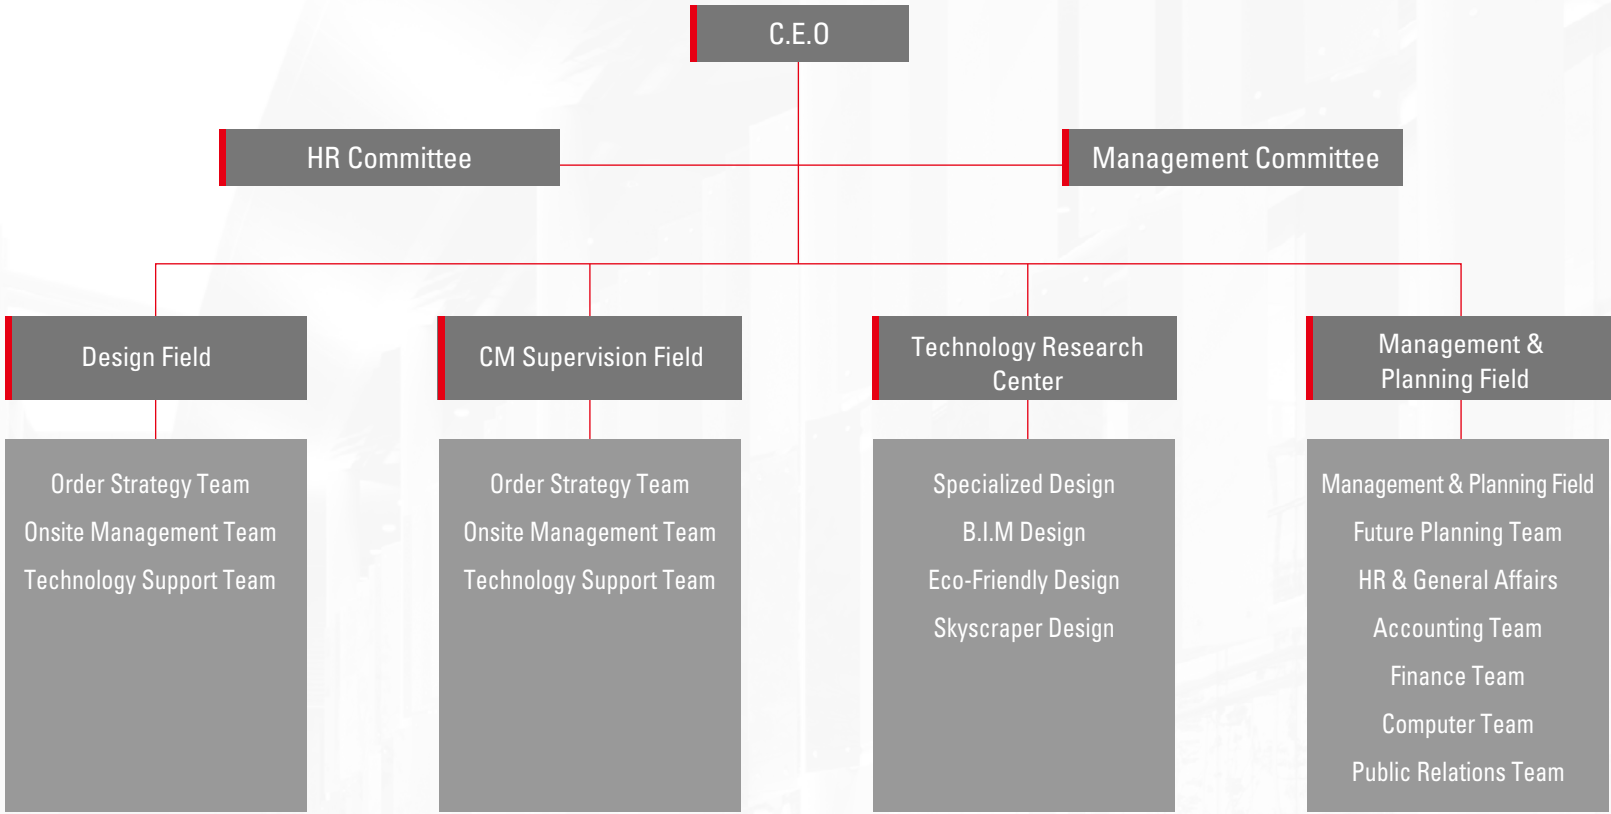 C.E.O
HR Committee
Management Committee
Design Field
CM Supervision Field
Technology Research
Center
Management &
Planning Field
Order Strategy Team
Onsite Management Team
Technology Support Team
Order Strategy Team
Onsite Management Team
Technology Support Team
Specialized Design
B.I.M Design
Eco-Friendly Design
Skyscraper Design
Management & Planning Field
Future Planning Team
HR & General Affairs
Accounting Team
Finance Team
Computer Team
Public Relations Team